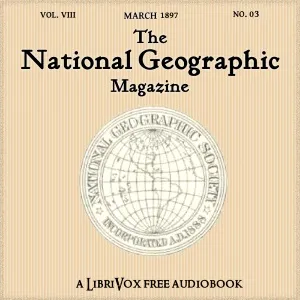 VOL. VIII MARCH 1897 NO. 03
The
National Geographic
Magazine
NATIONAL GEOGRAPHIC SOCIETY
INCORPORATED A.D. 1888
A LIBRIVOX FREE AUDIOBOOK